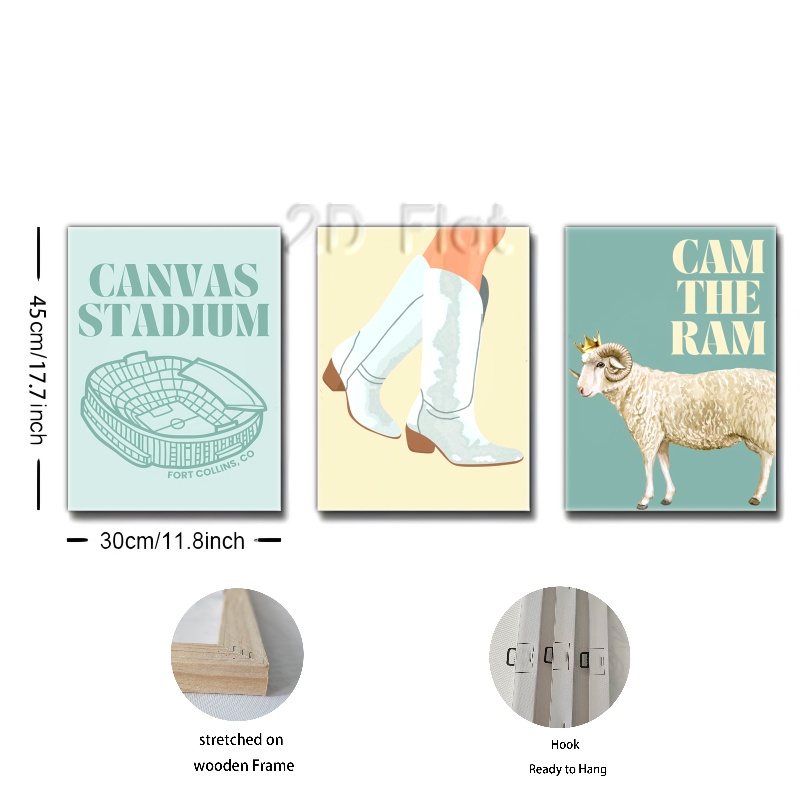 2D Flat
CANVAS
STADIUM
FORT COLLINS, CO
CAM
THE
RAM
45cm/17.7inch
30cm/11.8inch
stretched on
wooden Frame
Hook
Ready to Hang